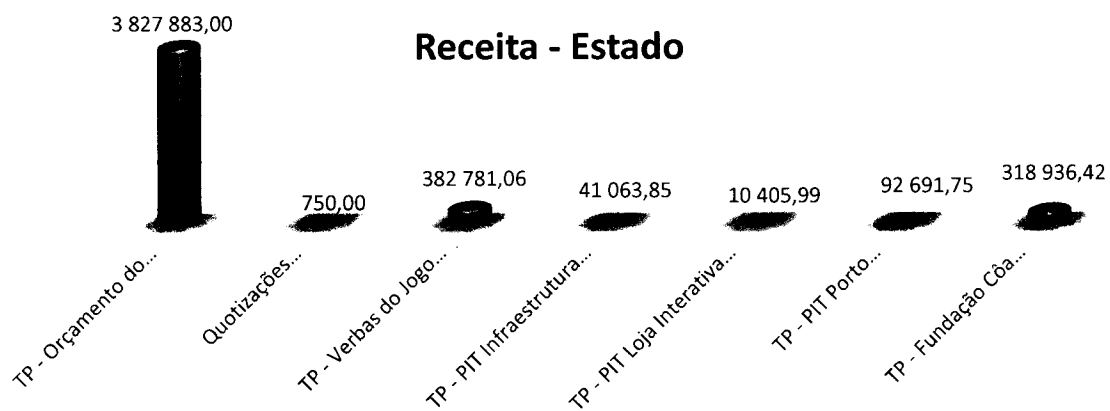 Receita - Estado
3 827 883,00
750,00
382 781,06
41 063,85
10 405,99
92 691,75
318 936,42
TP - Orçamento do...
Quotizações...
TP - Verbas do Jogo...
TP - PIT Infraestrutura...
TP - PIT Loja Interativa...
TP - PIT Porto...
TP - Fundação Côa...